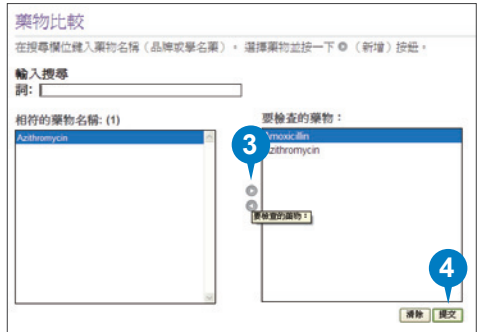 藥物比較
在搜尋欄位鍵入藥物名稱（品牌或學名藥）。 選擇藥物並按一下 （新增）按鈕。
輸入搜尋
詞:
相符的藥物名稱: (1)
要檢查的藥物：
Azithromycin
Amoxicillin
Azithromycin
3
要檢查的藥物：
4
清除
提交